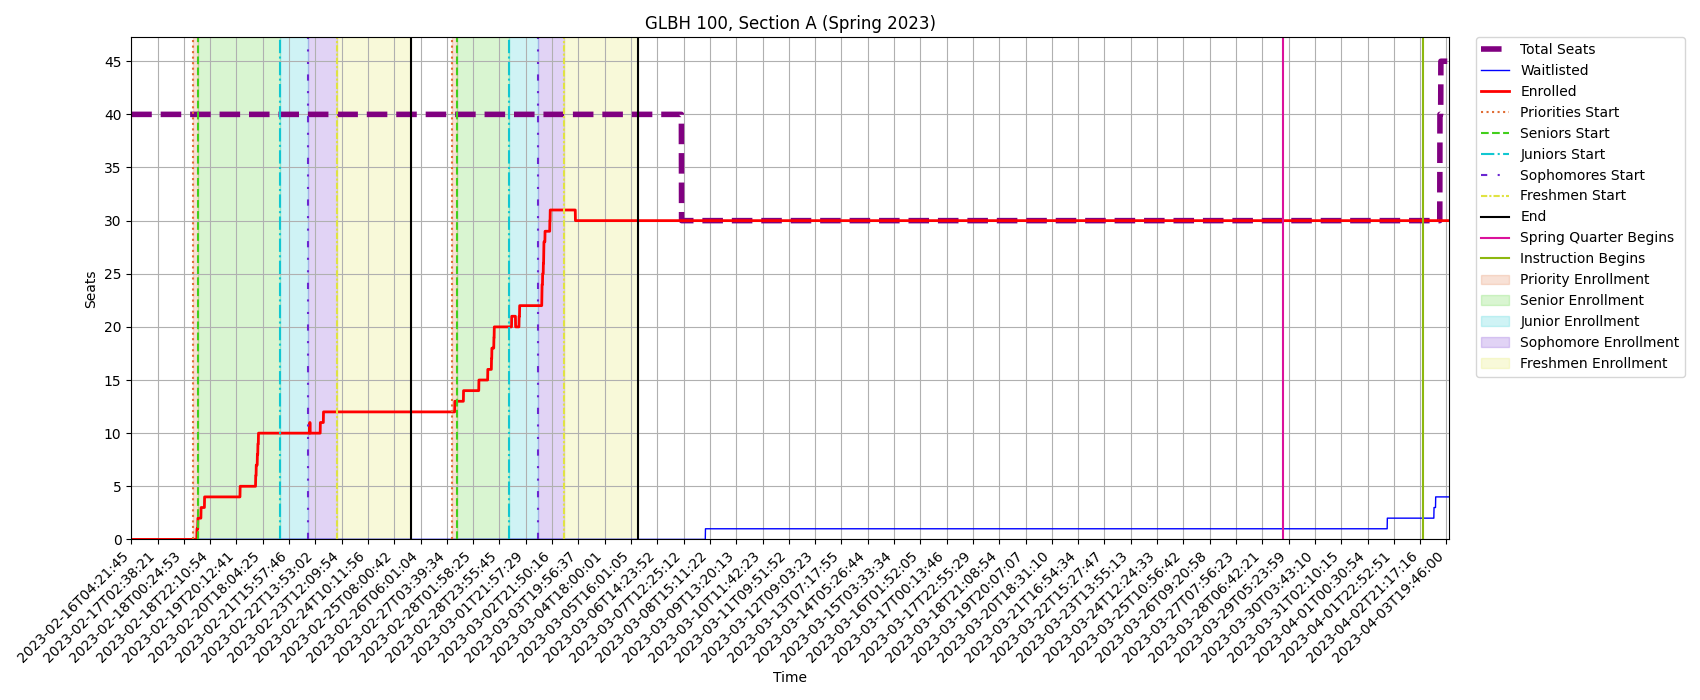 GLBH 100, Section A (Spring 2023)
45
40
35
30
25
20
15
10
5
0
Seats
2023-02-16T04:21:45
2023-02-17T02:38:21
2023-02-18T00:24:53
2023-02-18T22:10:54
2023-02-19T20:12:41
2023-02-20T18:04:25
2023-02-21T15:57:46
2023-02-22T13:53:02
2023-02-23T12:09:54
2023-02-24T10:11:56
2023-02-25T08:00:42
2023-02-26T06:01:04
2023-02-27T03:39:34
2023-02-28T01:58:25
2023-02-28T23:55:45
2023-03-01T21:57:29
2023-03-02T21:50:16
2023-03-03T19:56:37
2023-03-04T18:00:01
2023-03-05T16:01:05
2023-03-06T14:23:52
2023-03-07T12:25:12
2023-03-08T15:11:22
2023-03-09T13:20:13
2023-03-10T11:42:23
2023-03-11T09:51:52
2023-03-12T09:03:23
2023-03-13T07:17:55
2023-03-14T05:26:44
2023-03-15T03:33:34
2023-03-16T01:52:05
2023-03-17T00:13:46
2023-03-17T22:55:29
2023-03-18T21:08:54
2023-03-19T20:07:07
2023-03-20T18:31:10
2023-03-21T16:54:34
2023-03-22T15:27:47
2023-03-23T13:55:13
2023-03-24T12:24:33
2023-03-25T10:56:42
2023-03-26T09:20:58
2023-03-27T07:56:23
2023-03-28T06:42:21
2023-03-29T05:23:59
2023-03-30T03:43:10
2023-03-31T02:10:15
2023-04-01T00:30:54
2023-04-01T22:52:51
2023-04-02T21:17:16
2023-04-03T19:46:00
Time
Total Seats
Waitlisted
Enrolled
Priorities Start
Seniors Start
Juniors Start
Sophomores Start
Freshmen Start
End
Spring Quarter Begins
Instruction Begins
Priority Enrollment
Senior Enrollment
Junior Enrollment
Sophomore Enrollment
Freshmen Enrollment